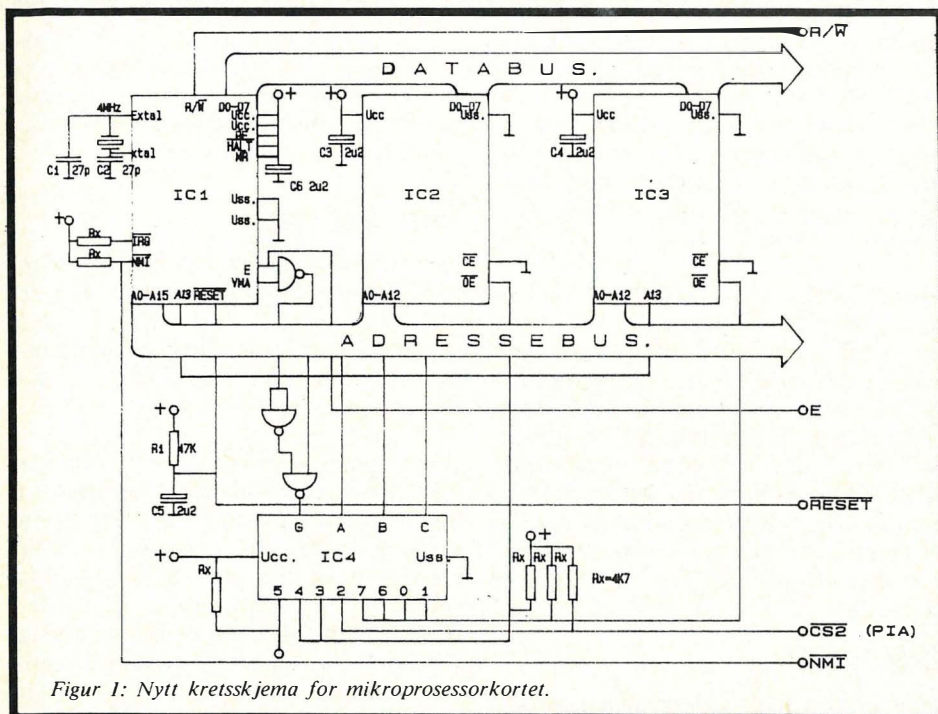 R/W
DATABUS.
4MHz
Extal
R/W
D0-D7
Ucc.
Ucc.
HALT
MR
xtal
C1 27p
C2 27p
IC1
C6 2u2
Uss.
Uss.
Rx
IRQ
Rx
NMI
E
VMA
A0-A15 A13 RESET
Ucc
C3 2u2
D0-D7
Uss.
IC2
CE
OE
A0-A12
Ucc
C4 2u2
D0-D7
Uss.
IC3
CE
OE
A0-A12 A13
ADRESSEBUS.
E
R1 47K
C5 2u2
RESET
G A B C
Ucc. IC4 Uss.
Rx
5 4 3 2 7 6 0 1
Rx Rx Rx
Rx=4K7
CS2 (PIA)
NMI
Figur 1: Nytt kretsskjema for mikroprosessorkortet.